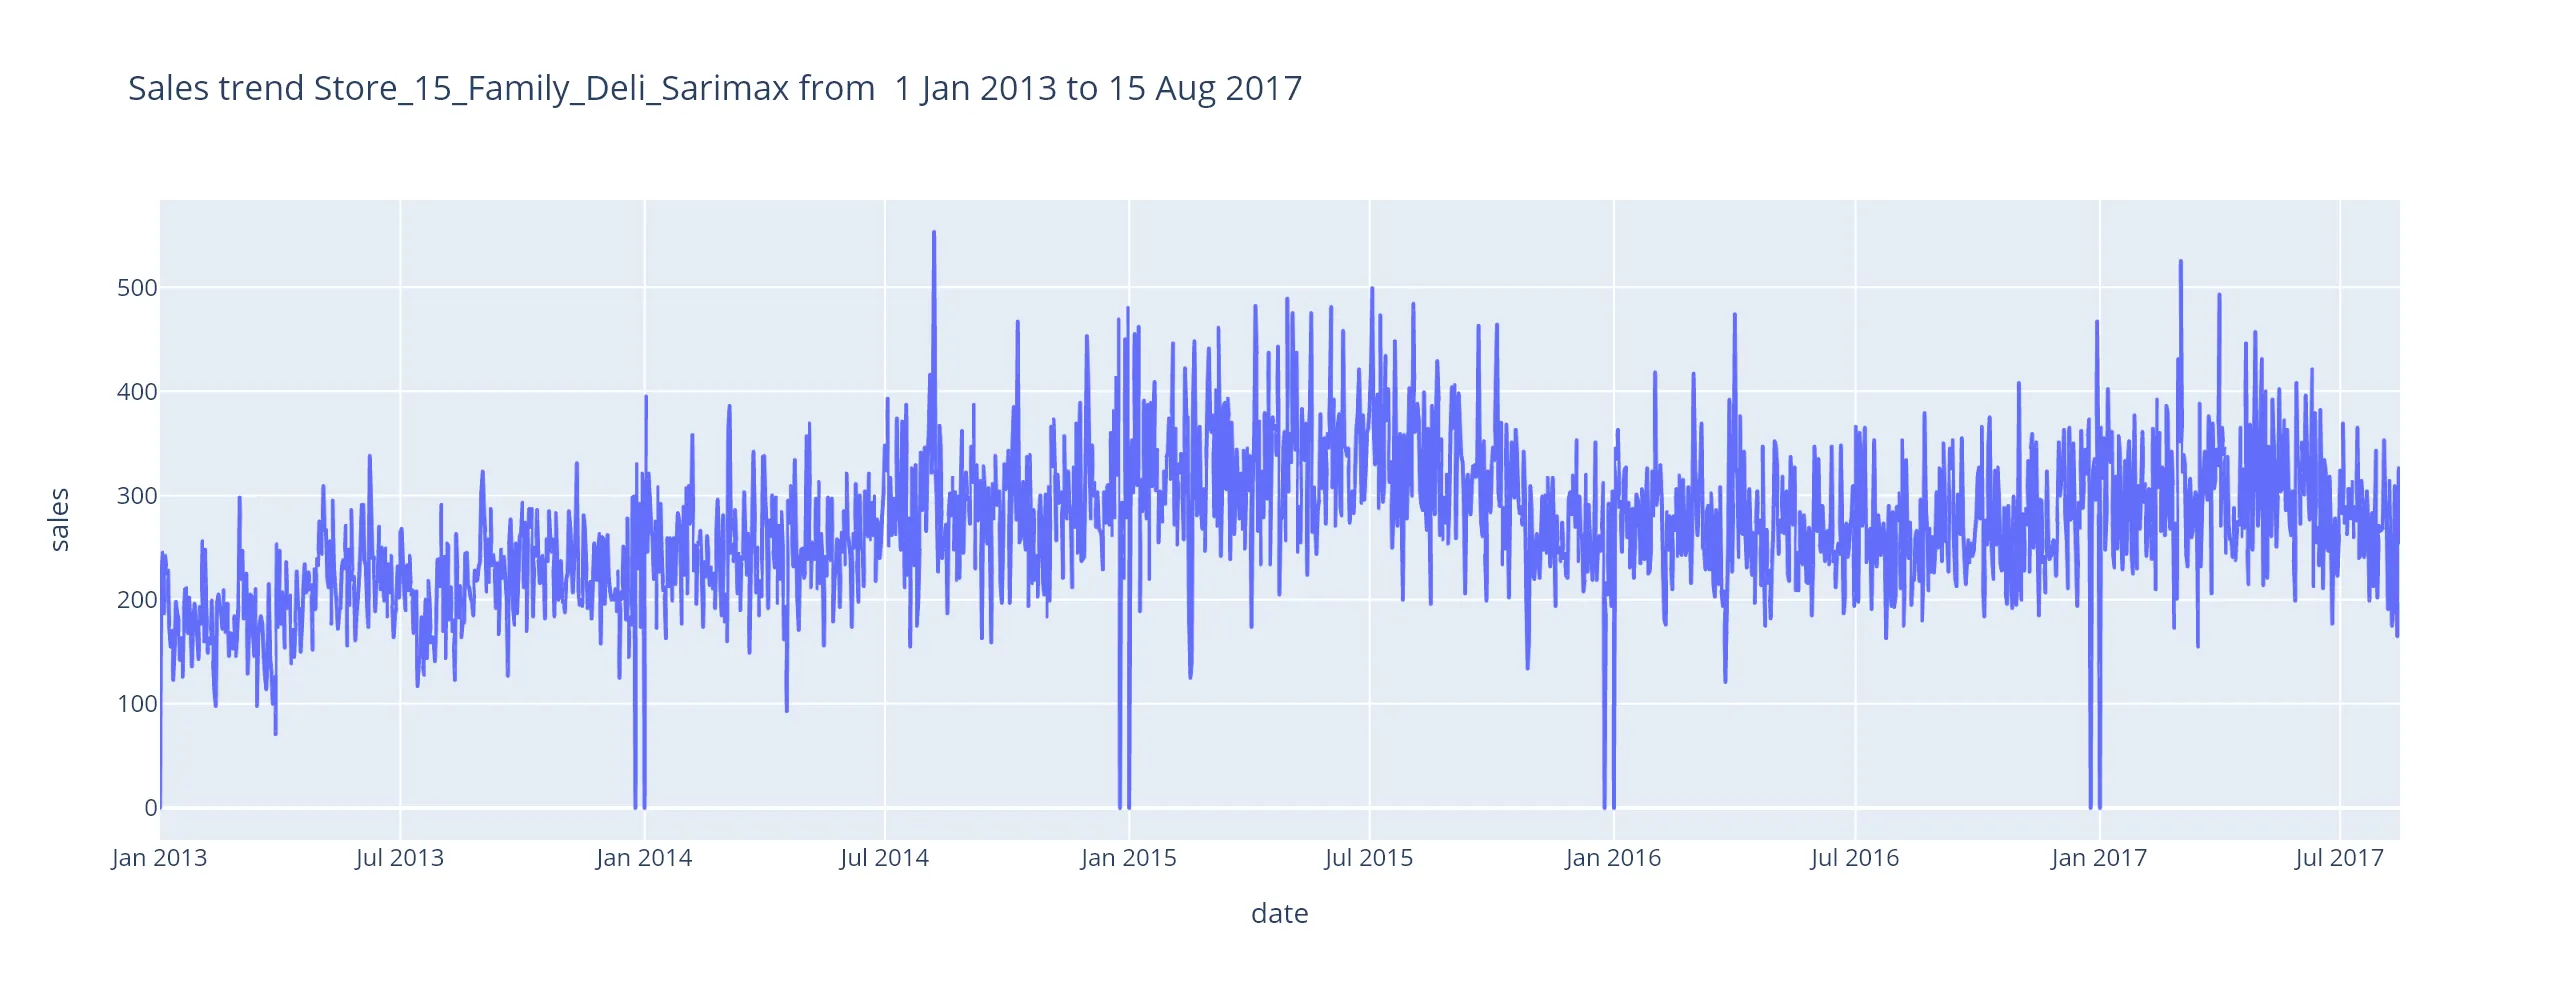 Sales trend Store_15_Family_Deli_Sarimax from  1 Jan 2013 to 15 Aug 2017
500
400
300
200
100
0
sales
Jan 2013 Jul 2013 Jan 2014 Jul 2014 Jan 2015 Jul 2015 Jan 2016 Jul 2016 Jan 2017 Jul 2017
date